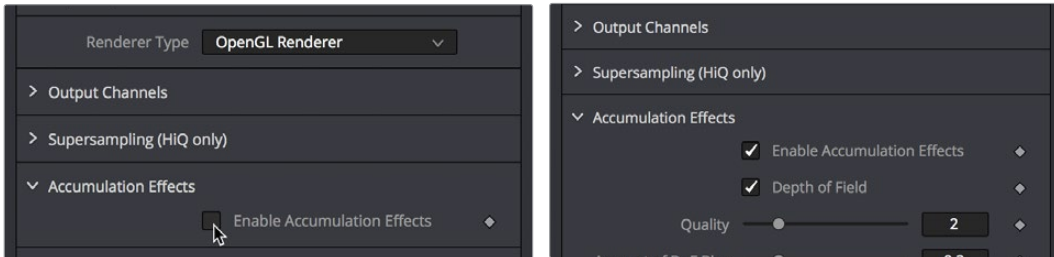 Renderer Type OpenGL Renderer
Output Channels
Supersampling (HiQ only)
Accumulation Effects
Enable Accumulation Effects
Output Channels
Supersampling (HiQ only)
Accumulation Effects
Enable Accumulation Effects
Depth of Field
Quality 2